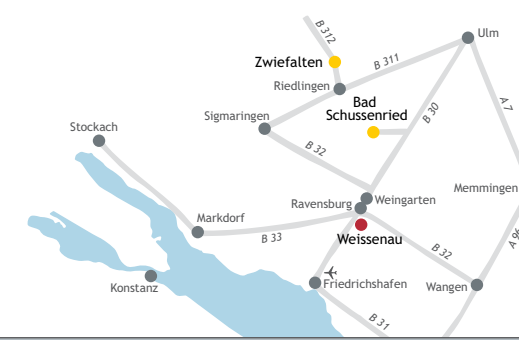 B 312
Ulm
Zwiefalten
B 311
Riedlingen
Bad
Schussenried
A 7
B 30
Sigmaringen
Stockach
B 32
Memmingen
Ravensburg
Weingarten
Markdorf
B 33
Weissenau
B 32
A 96
Konstanz
Friedrichshafen
Wangen
B 31